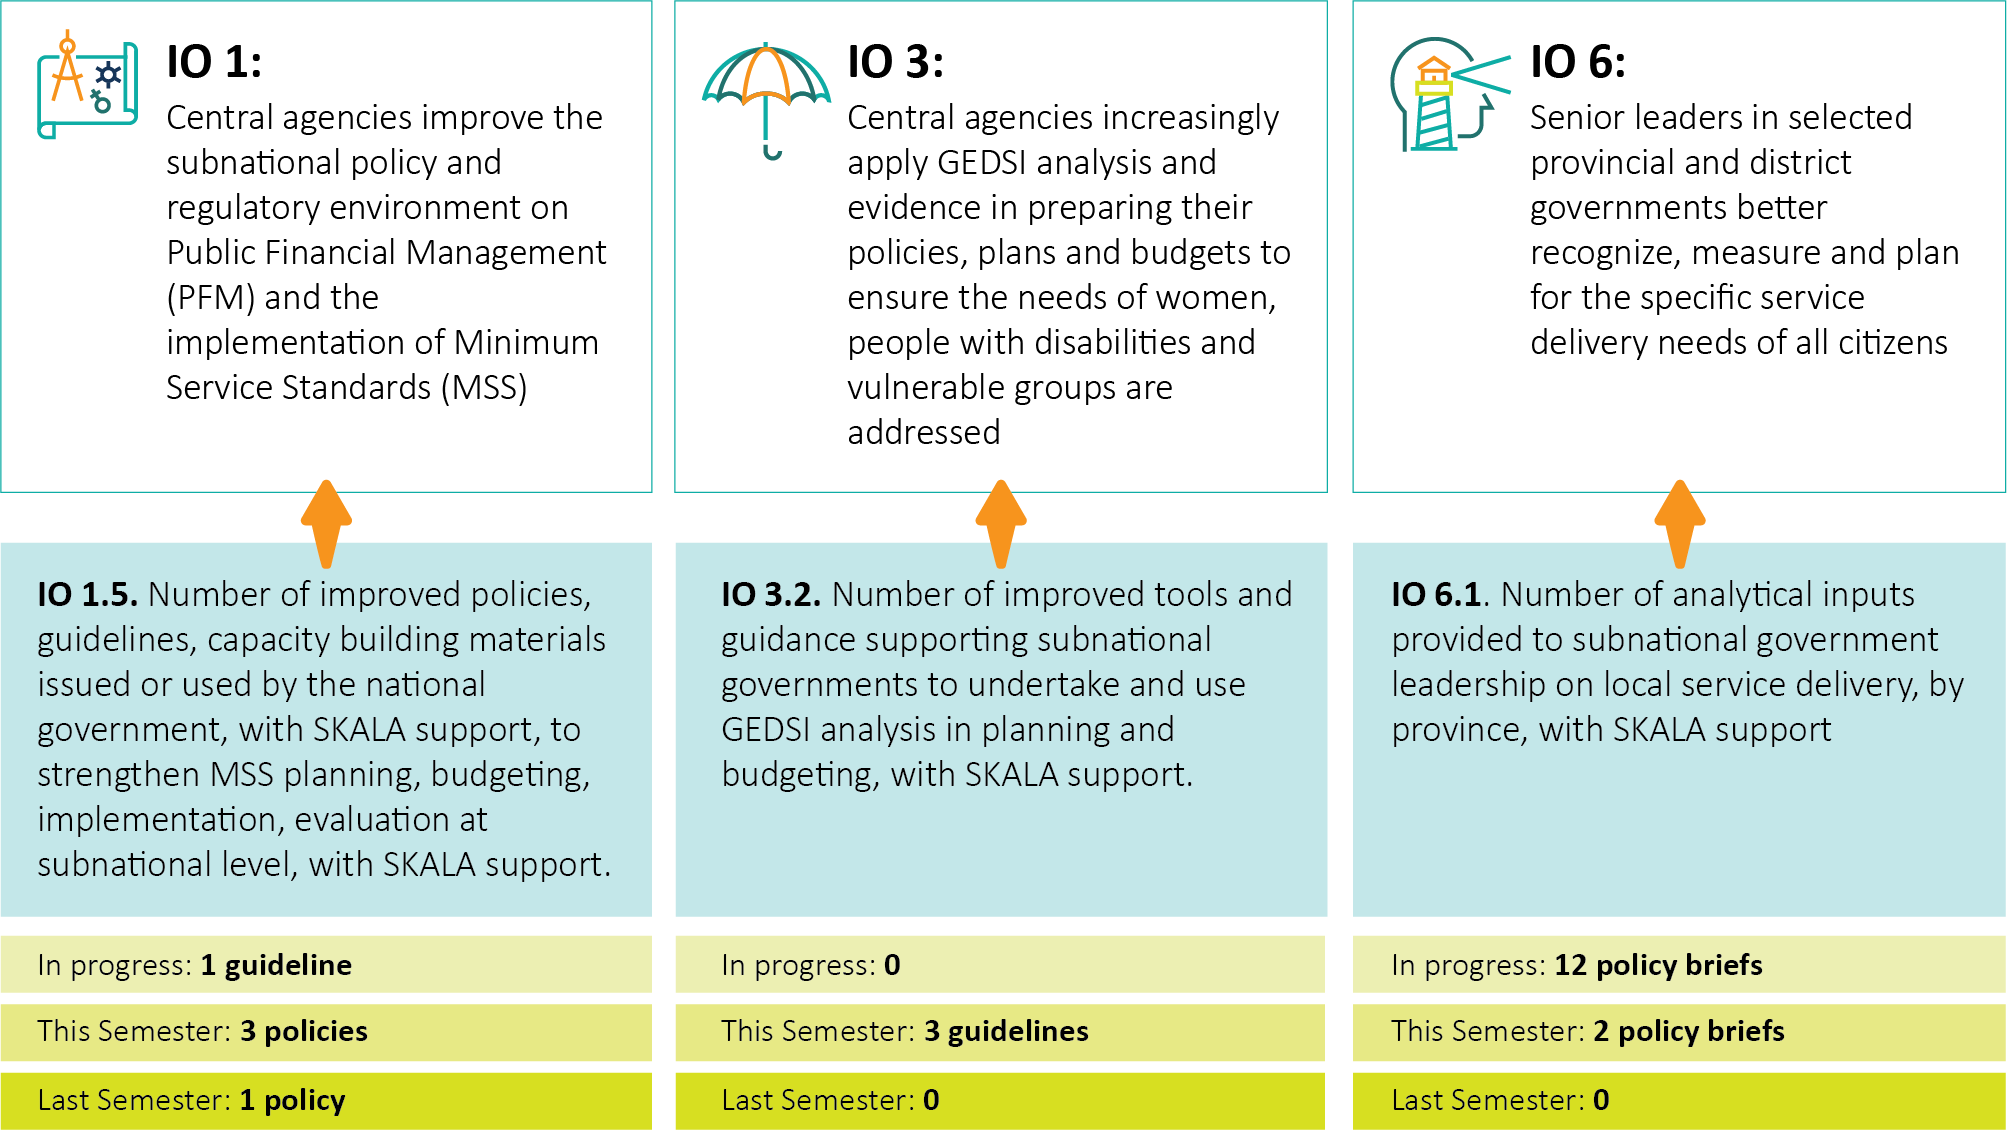 IO 1:
Central agencies improve the
subnational policy and
regulatory environment on
Public Financial Management
(PFM) and the
implementation of Minimum
Service Standards (MSS)
IO 3:
Central agencies increasingly
apply GEDSI analysis and
evidence in preparing their
policies, plans and budgets to
ensure the needs of women,
people with disabilities and
vulnerable groups are
addressed
IO 6:
Senior leaders in selected
provincial and district
governments better
recognize, measure and plan
for the specific service
delivery needs of all citizens
IO 1.5. Number of improved policies,
guidelines, capacity building materials
issued or used by the national
government, with SKALA support, to
strengthen MSS planning, budgeting,
implementation, evaluation at
subnational level, with SKALA support.
IO 3.2. Number of improved tools and
guidance supporting subnational
governments to undertake and use
GEDSI analysis in planning and
budgeting, with SKALA support.
IO 6.1. Number of analytical inputs
provided to subnational government
leadership on local service delivery, by
province, with SKALA support
In progress: 1 guideline
This Semester: 3 policies
Last Semester: 1 policy
In progress: 0
This Semester: 3 guidelines
Last Semester: 0
In progress: 12 policy briefs
This Semester: 2 policy briefs
Last Semester: 0